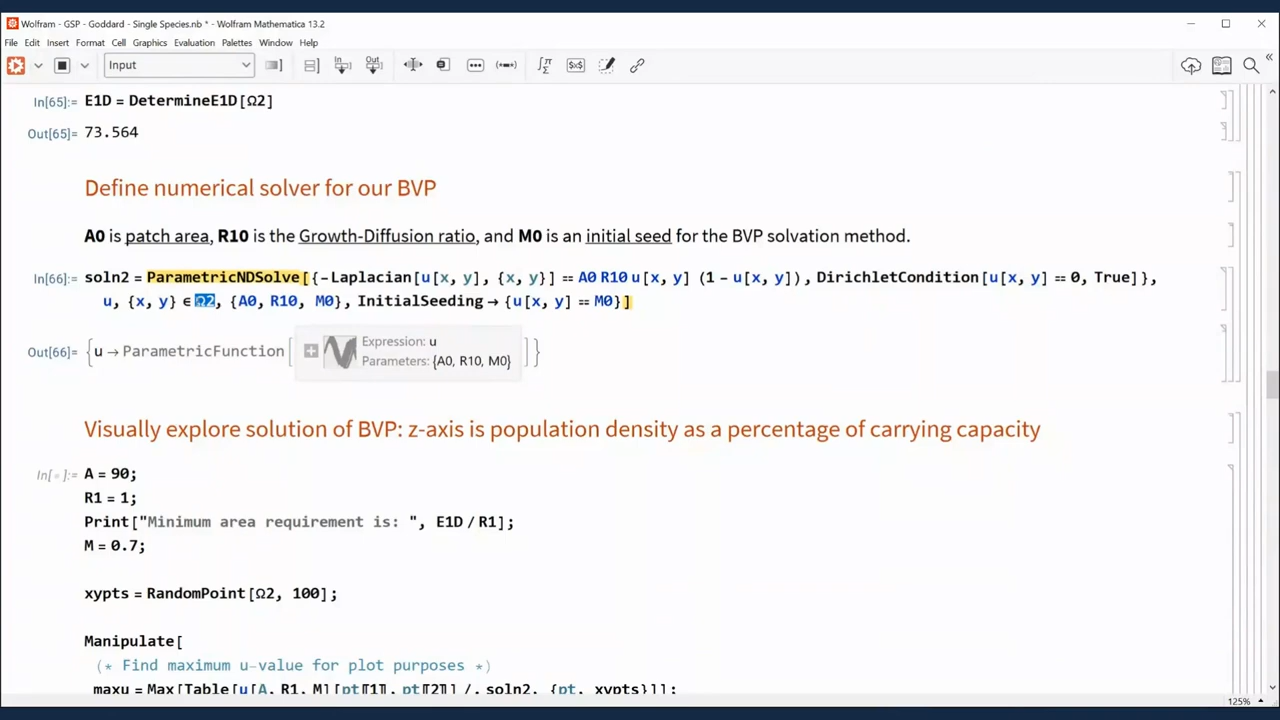 Wolfram - GSP - Goddard - Single Species.nb * - Wolfram Mathematica 13.2
File Edit Insert Format Cell Graphics Evaluation Palettes Window Help
Input
In[65]:= E1D = DetermineE1D[Ω2]
Out[65]= 73.564
Define numerical solver for our BVP
A0 is patch area, R10 is the Growth-Diffusion ratio, and M0 is an initial seed for the BVP solvation method.
In[66]:= soln2 = ParametricNDSolve[{-Laplacian[u[x, y], {x, y}] == A0 R10 u[x, y] (1 - u[x, y]), DirichletCondition[u[x, y] == 0, True]},
u, {x, y} ∈ Ω2, {A0, R10, M0}, InitialSeeding → {u[x, y] == M0}]
Expression: u
Out[66]= {u → ParametricFunction[ ]}
Parameters: {A0, R10, M0}
Visually explore solution of BVP: z-axis is population density as a percentage of carrying capacity
In[◦]:= A = 90;
R1 = 1;
Print["Minimum area requirement is: ", E1D / R1];
M = 0.7;
xypts = RandomPoint[Ω2, 100];
Manipulate[
(* Find maximum u-value for plot purposes *)
maxu = Max[Table[u[A, R1, M][pt〚1〛, pt〚2〛] /. soln2, {pt, xypts}]];
125%